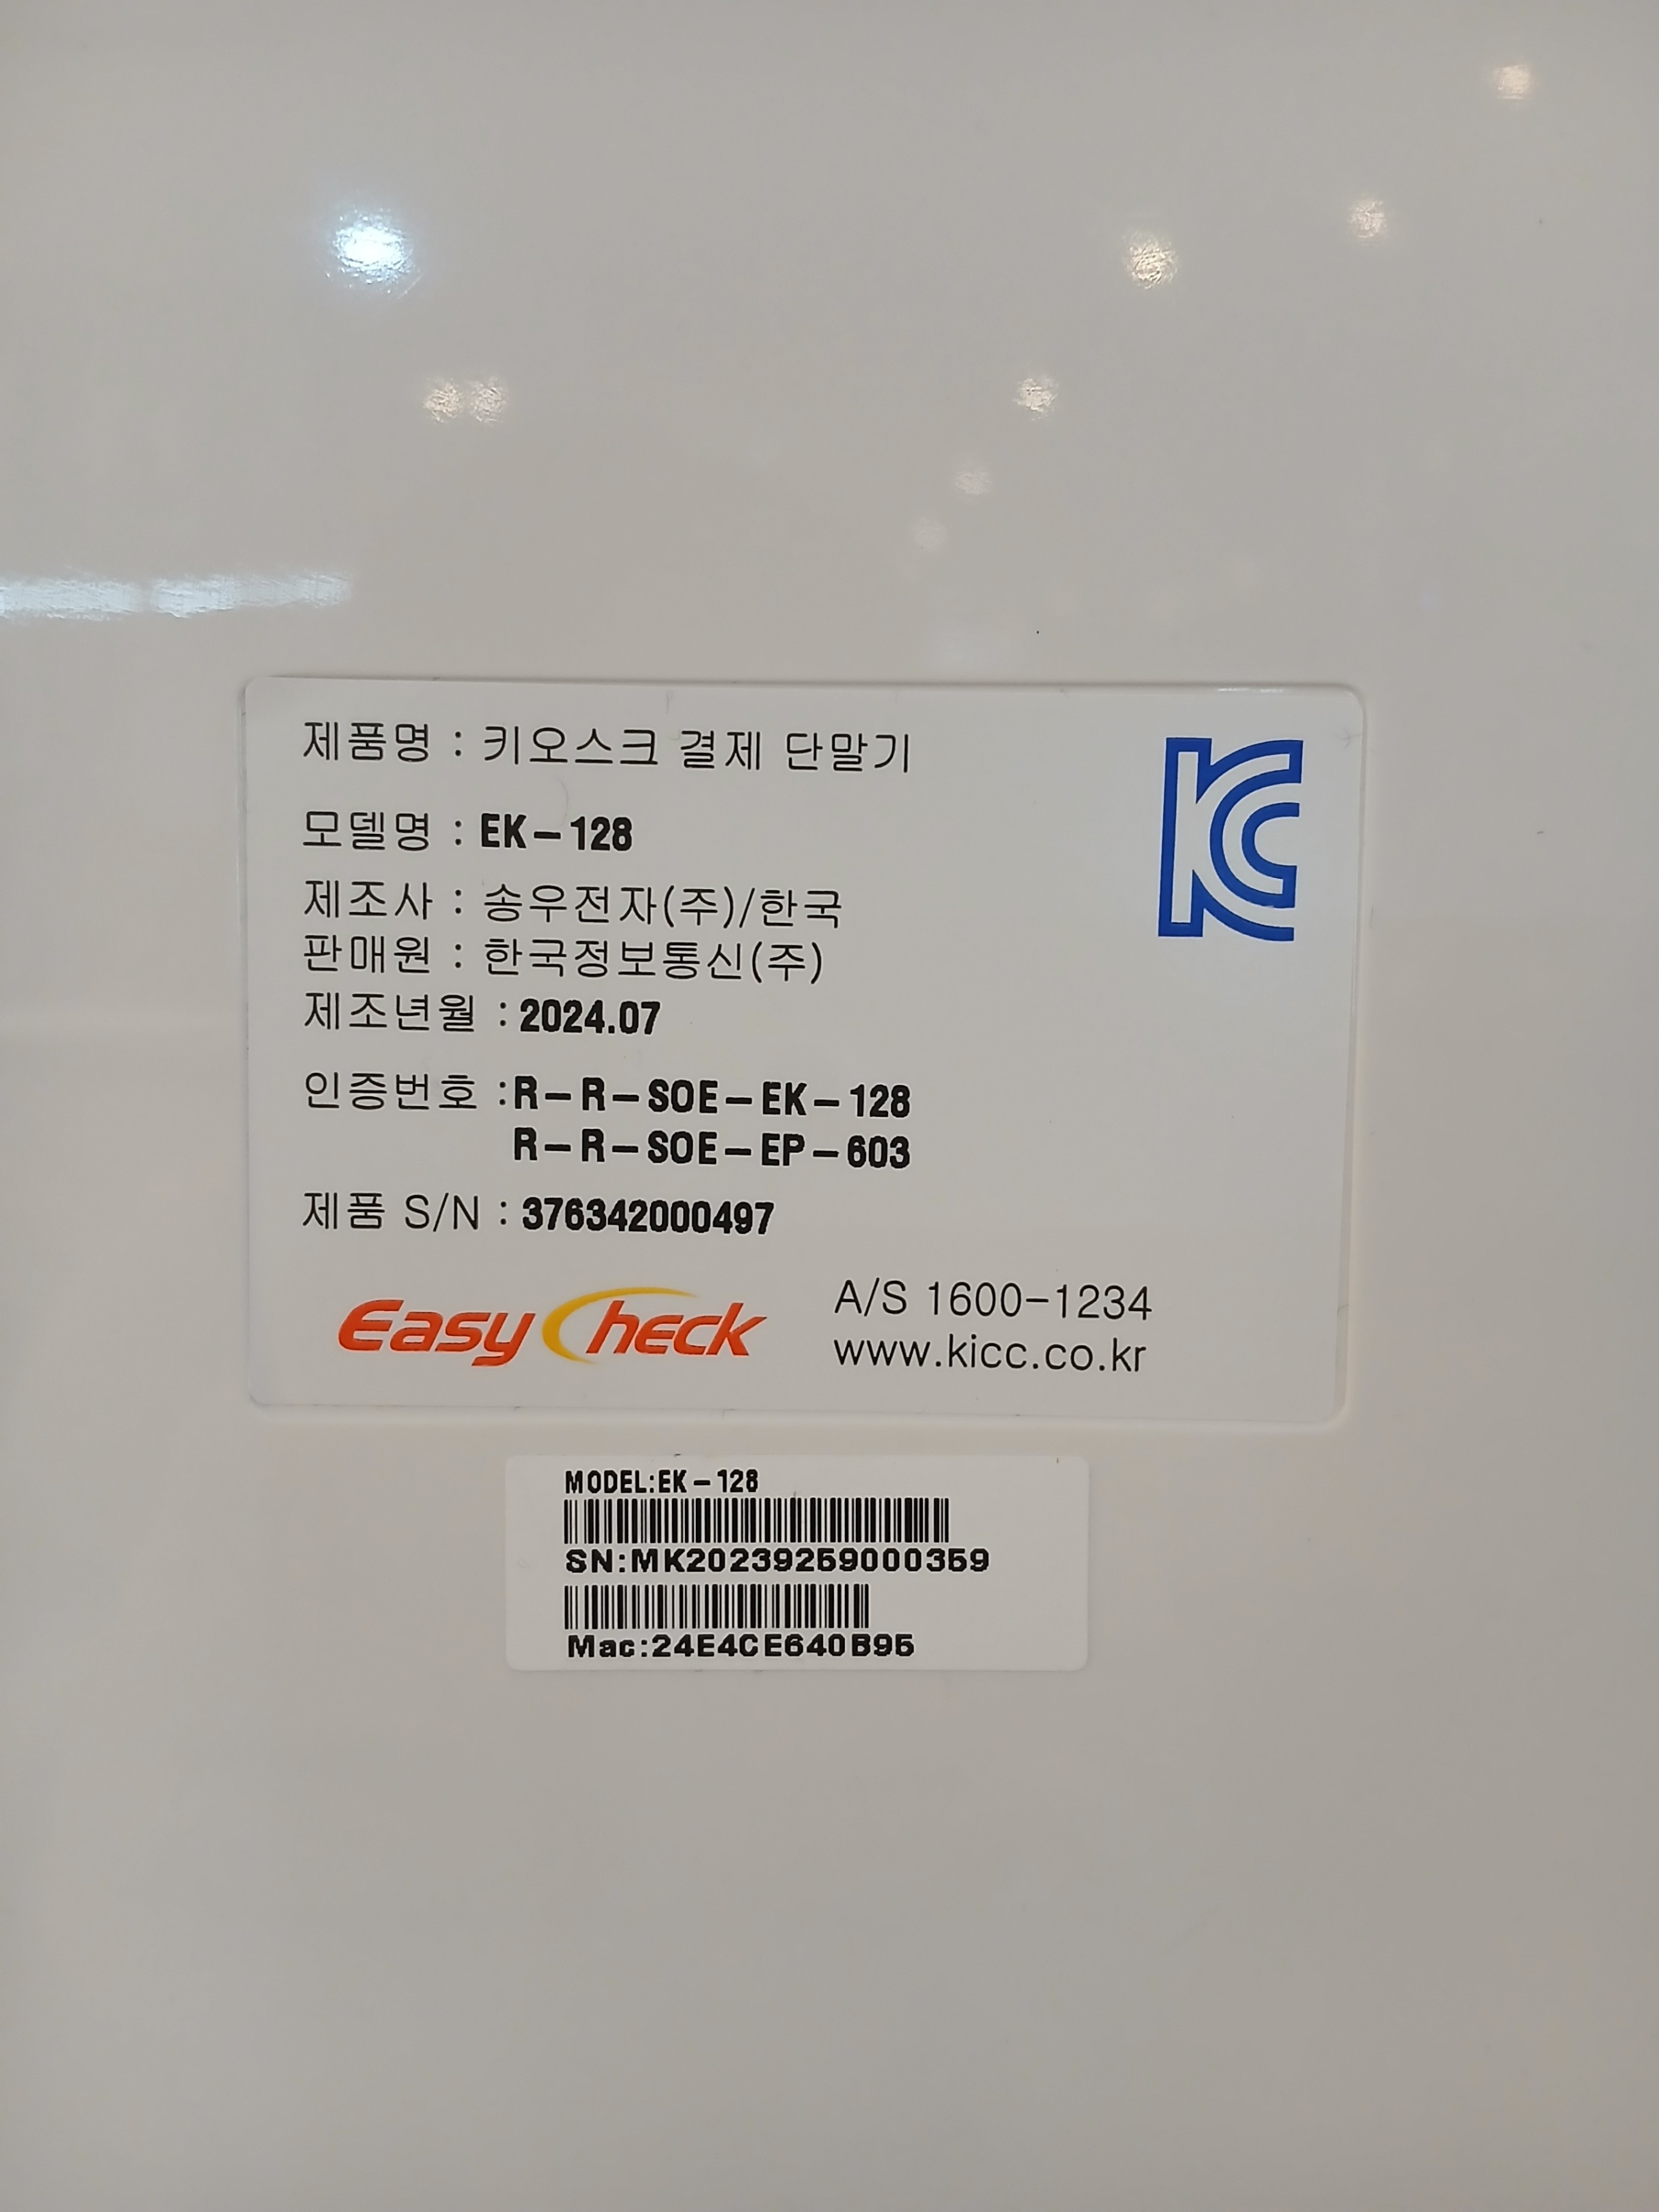 제품명 : 키오스크 결제 단말기
모델명 : EK-128
제조사 : 송우전자(주)/한국
판매원 : 한국정보통신(주)
제조년월 : 2024.07
인증번호 : R-R-SOE-EK-128
R-R-SOE-EP-603
제품 S/N : 376342000497
KC
Easy Check
A/S 1600-1234
www.kicc.co.kr
MODEL:EK-128
SN:MK20239259000359
Mac:24E4CE640B95